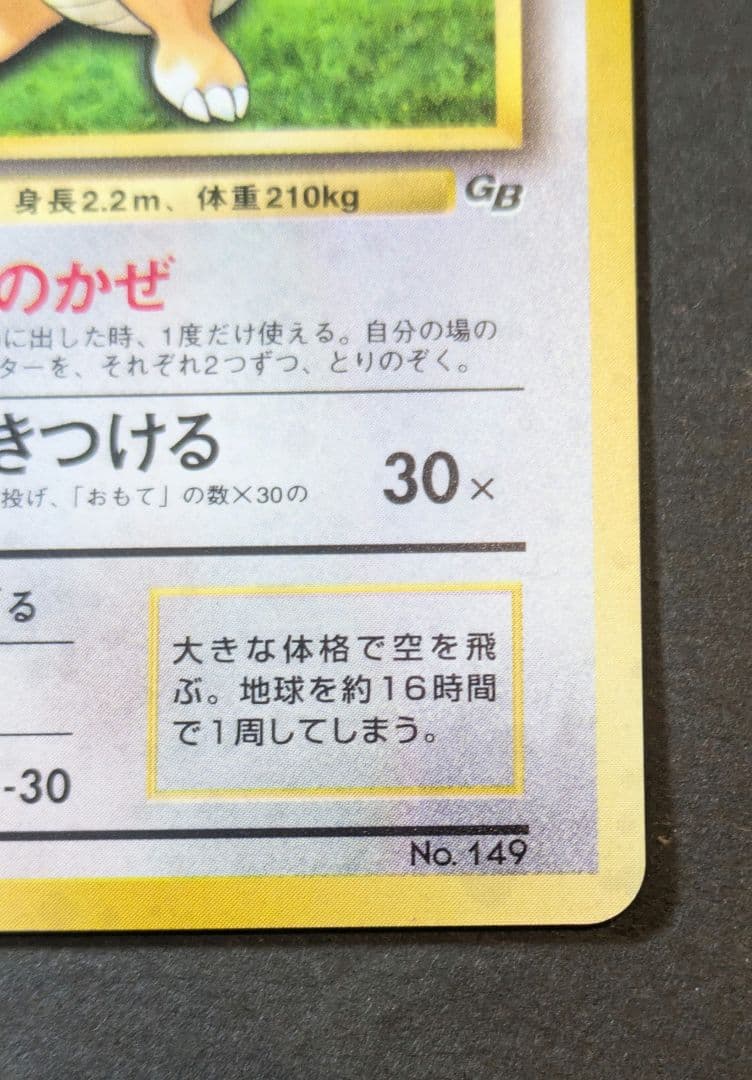 身長2.2m、体重210kg
GB
のかぜ
に出した時、1度だけ使える。自分の場の
ターを、それぞれ2つずつ、とりのぞく。
きつける
30×
投げ、「おもて」の数×30の
る
大きな体格で空を飛
ぶ。地球を約16時間
で1周してしまう。
-30
No. 149